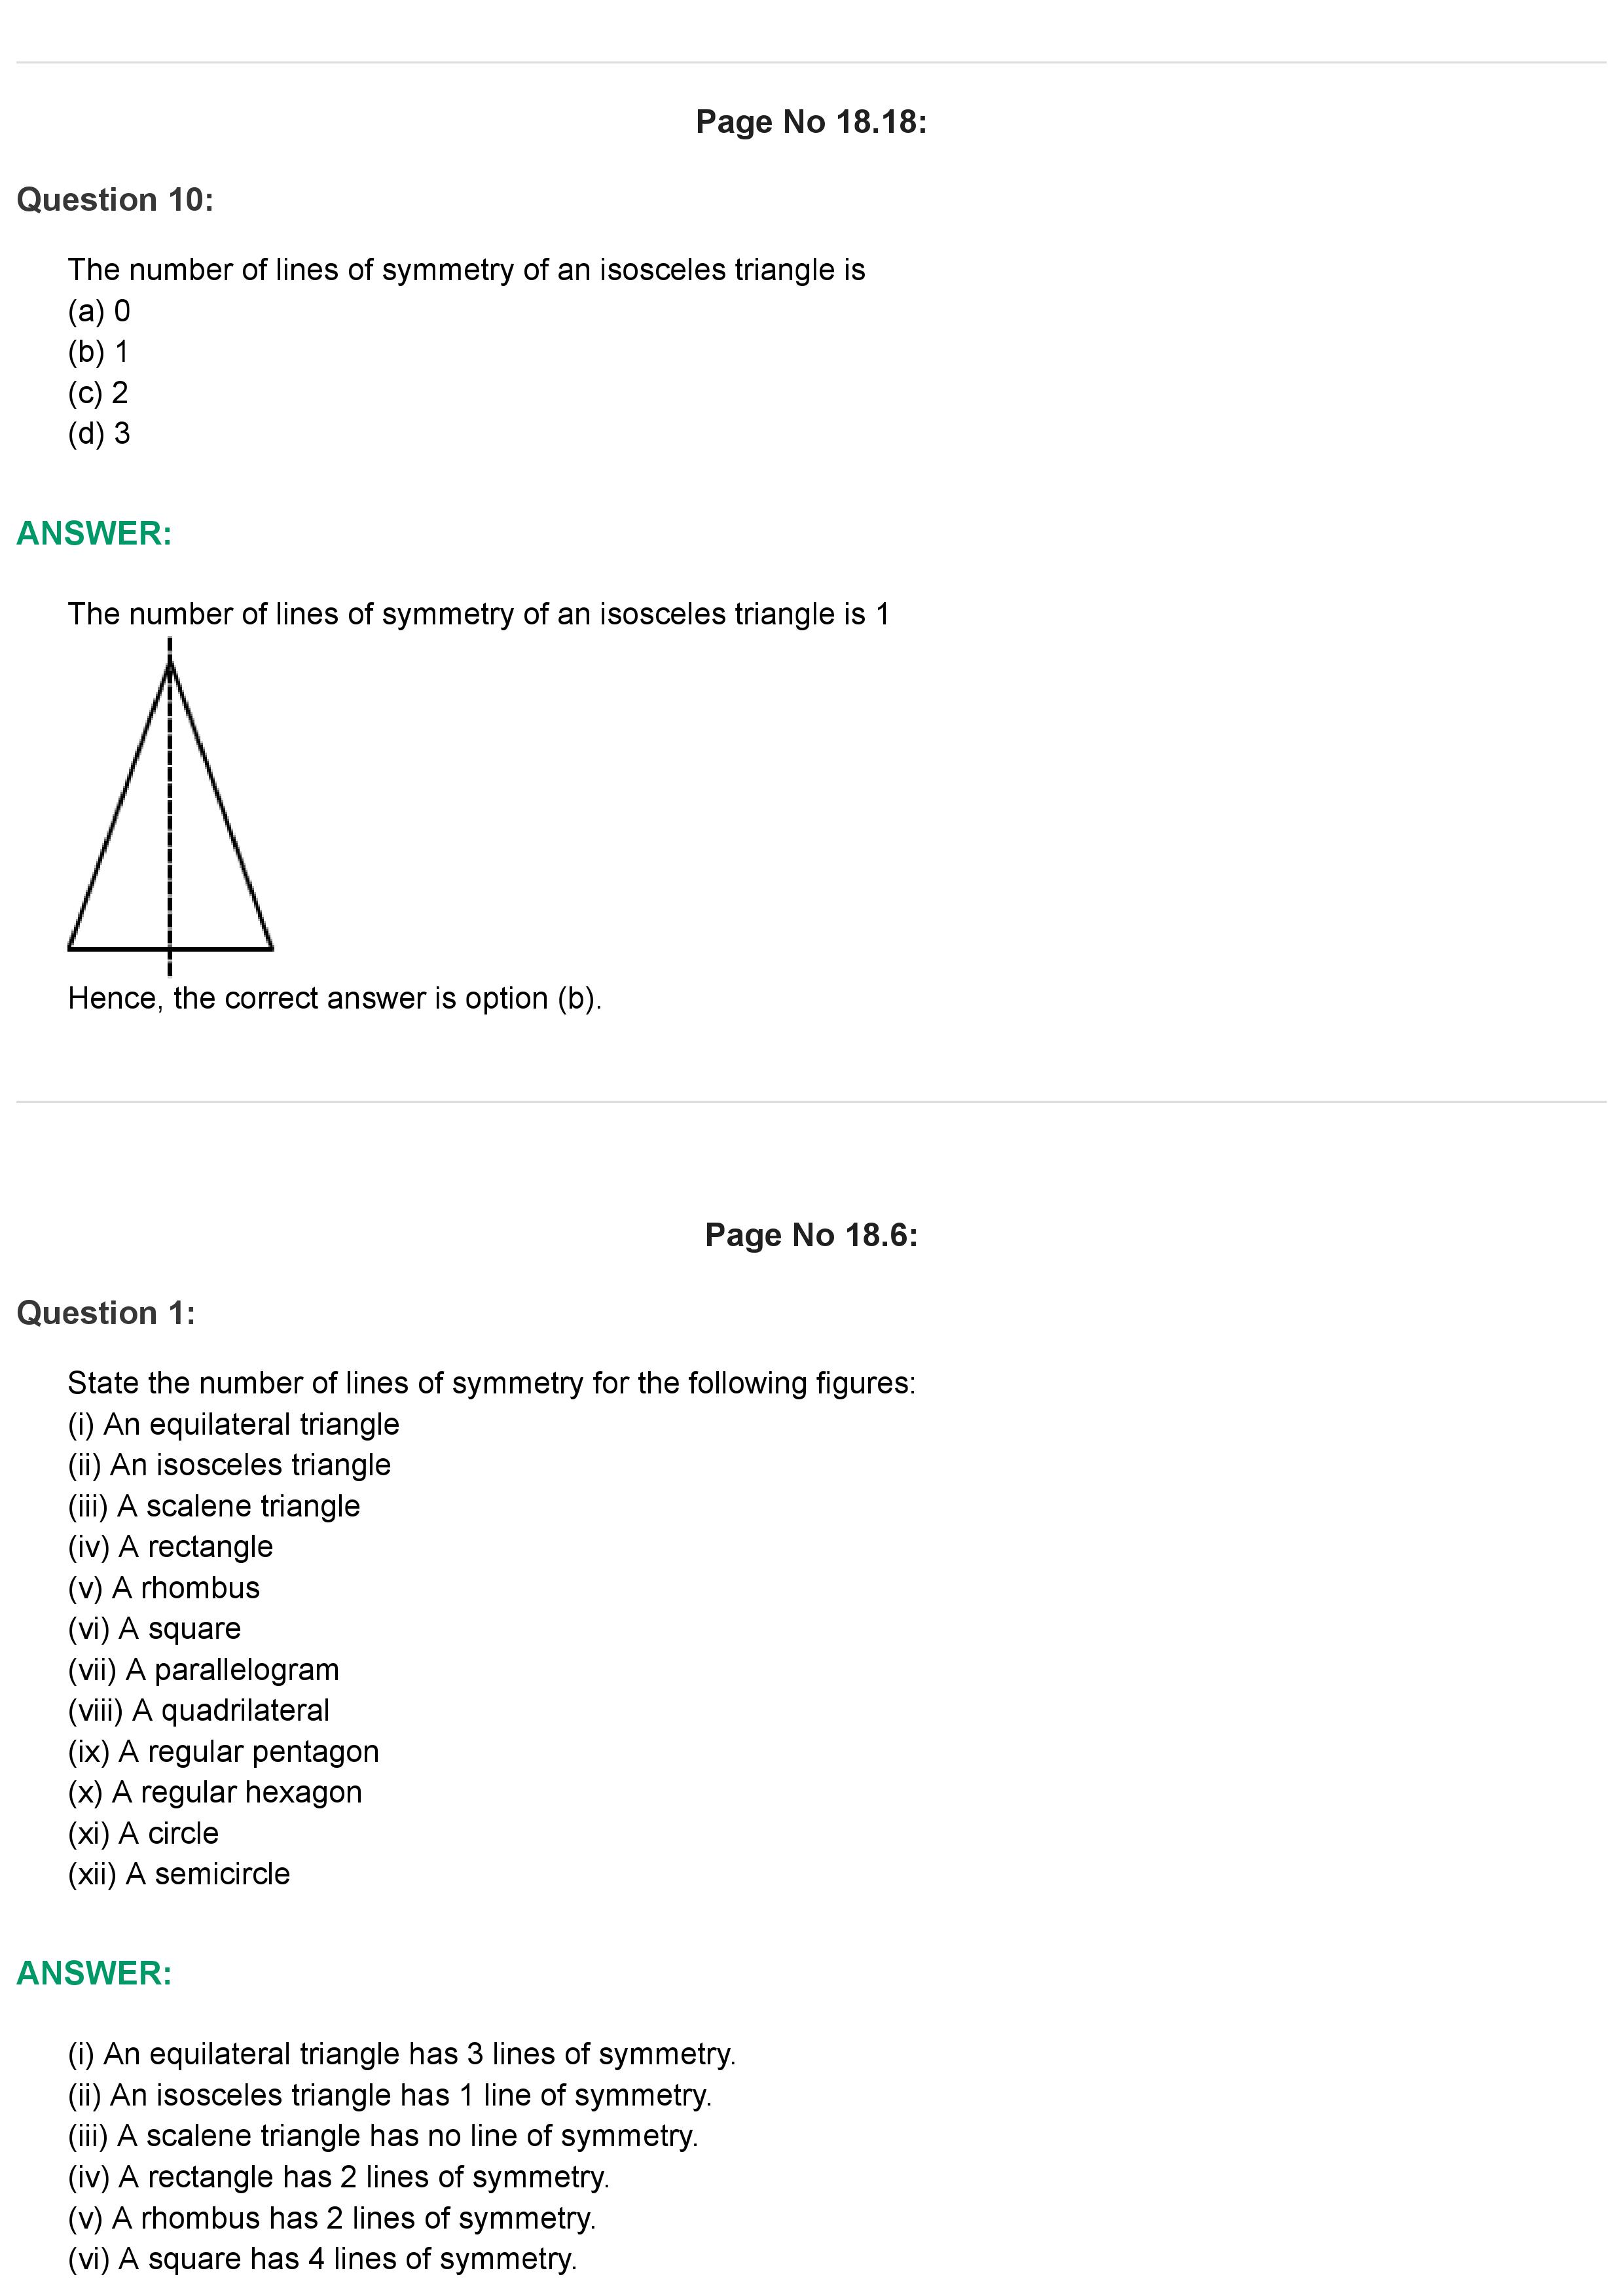 Page No 18.18:
Question 10:
The number of lines of symmetry of an isosceles triangle is
(a) 0
(b) 1
(c) 2
(d) 3
ANSWER:
The number of lines of symmetry of an isosceles triangle is 1
Hence, the correct answer is option (b).
Page No 18.6:
Question 1:
State the number of lines of symmetry for the following figures:
(i) An equilateral triangle
(ii) An isosceles triangle
(iii) A scalene triangle
(iv) A rectangle
(v) A rhombus
(vi) A square
(vii) A parallelogram
(viii) A quadrilateral
(ix) A regular pentagon
(x) A regular hexagon
(xi) A circle
(xii) A semicircle
ANSWER:
(i) An equilateral triangle has 3 lines of symmetry.
(ii) An isosceles triangle has 1 line of symmetry.
(iii) A scalene triangle has no line of symmetry.
(iv) A rectangle has 2 lines of symmetry.
(v) A rhombus has 2 lines of symmetry.
(vi) A square has 4 lines of symmetry.